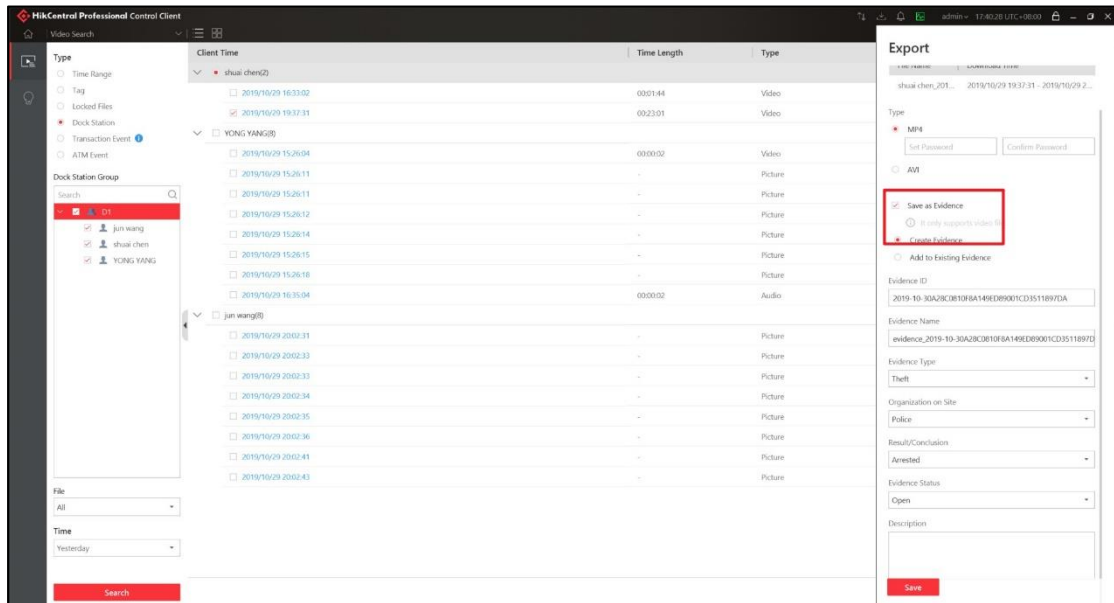 HikCentral Professional Control Client
admin 17:40:28 UTC+08:00
Video Search
Type
Time Range
Tag
Locked Files
Dock Station
Transaction Event
ATM Event
Dock Station Group
Search
D1
jun wang
shuai chen
YONG YANG
File
All
Time
Yesterday
Search
Client Time Time Length Type
shuai chen(2)
2019/10/29 16:33:02 00:01:44 Video
2019/10/29 19:37:31 00:23:01 Video
YONG YANG(8)
2019/10/29 15:26:04 00:00:02 Video
2019/10/29 15:26:11 - Picture
2019/10/29 15:26:11 - Picture
2019/10/29 15:26:12 - Picture
2019/10/29 15:26:14 - Picture
2019/10/29 15:26:15 - Picture
2019/10/29 15:26:18 - Picture
2019/10/29 16:35:04 00:00:02 Audio
jun wang(8)
2019/10/29 20:02:31 - Picture
2019/10/29 20:02:33 - Picture
2019/10/29 20:02:33 - Picture
2019/10/29 20:02:34 - Picture
2019/10/29 20:02:35 - Picture
2019/10/29 20:02:36 - Picture
2019/10/29 20:02:41 - Picture
2019/10/29 20:02:43 - Picture
Export
File Name Download Time
shuai chen_201... 2019/10/29 19:37:31 - 2019/10/29 2...
Type
MP4
Set Password Confirm Password
AVI
Save as Evidence
It only supports video
Create Evidence
Add to Existing Evidence
Evidence ID
2019-10-30A28C0810F8A149ED89001CD3511897DA
Evidence Name
evidence_2019-10-30A28C0810F8A149ED89001CD3511897D
Evidence Type
Theft
Organization on Site
Police
Result/Conclusion
Arrested
Evidence Status
Open
Description
Save